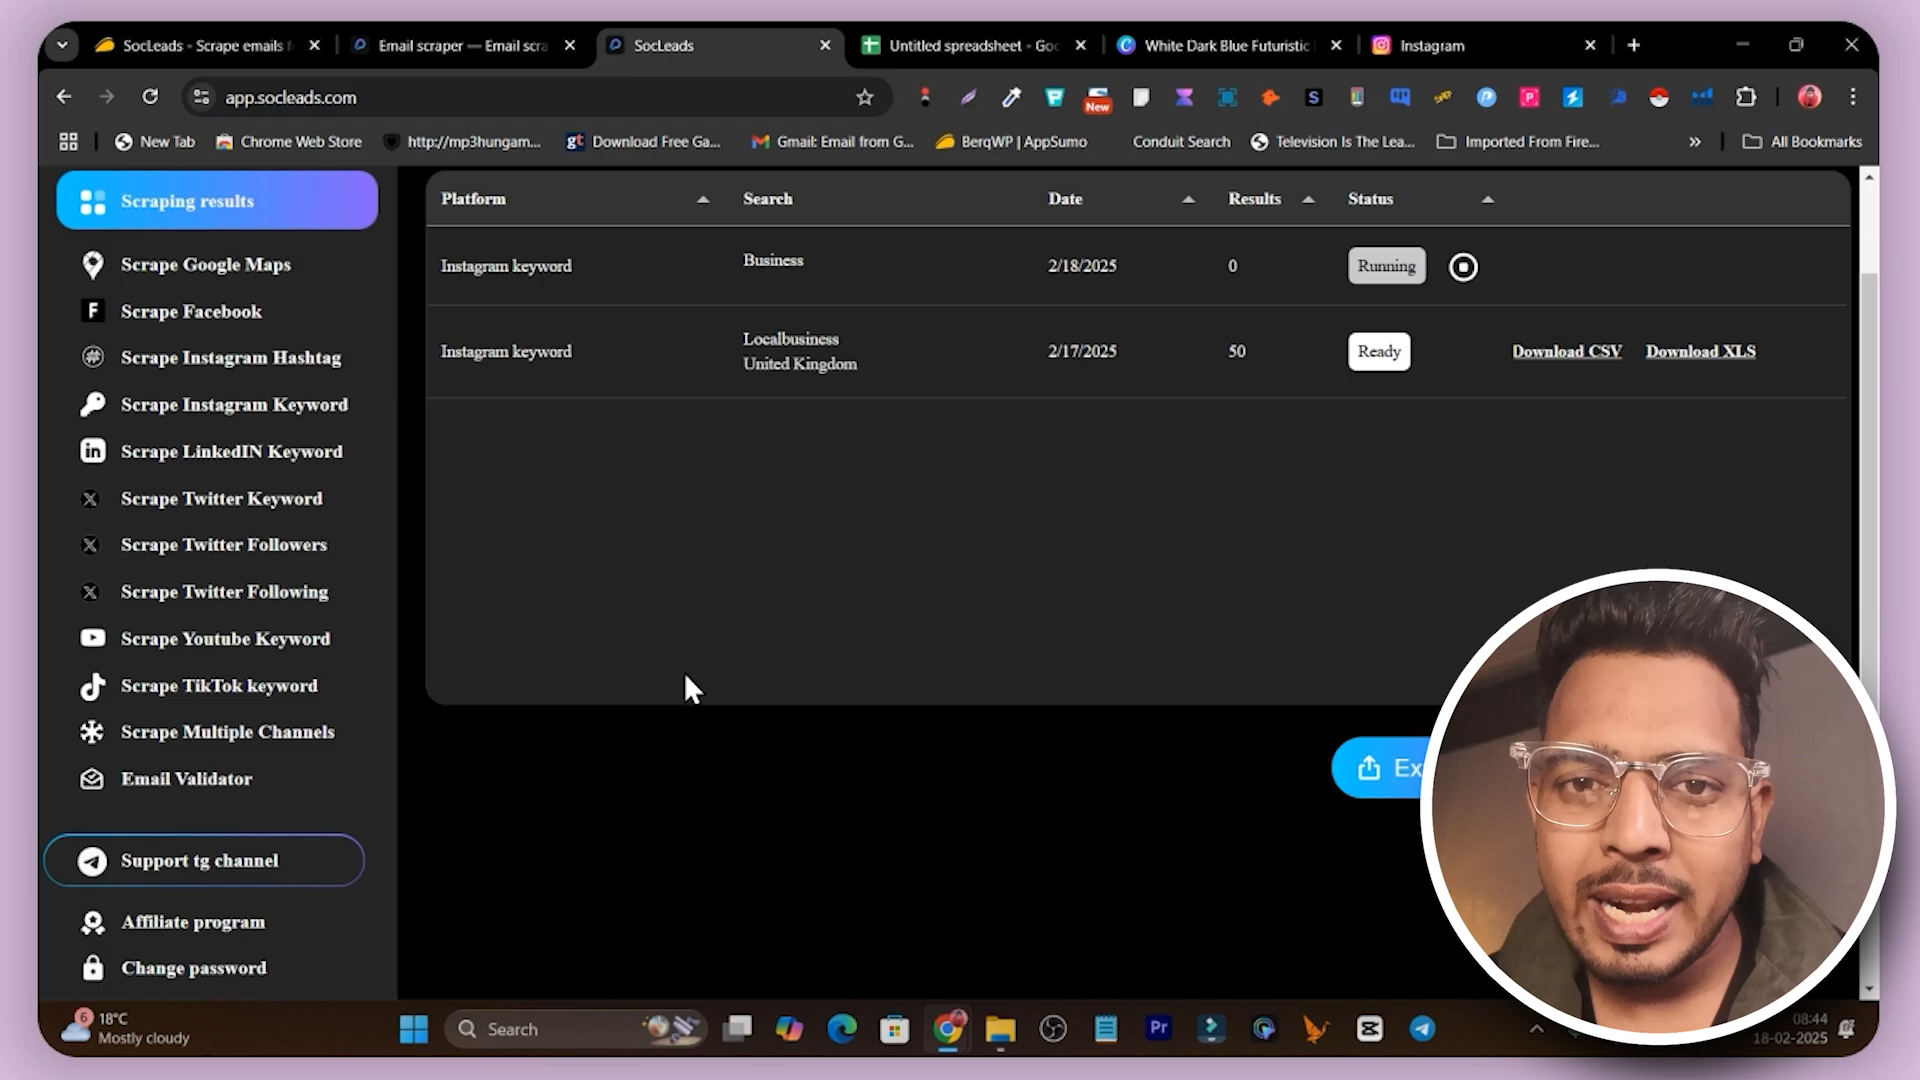 SocLeads - Scrape emails f
Email scraper — Email scra
SocLeads
Untitled spreadsheet - Goo
White Dark Blue Futuristic
Instagram
app.socleads.com
New
New Tab
Chrome Web Store
http://mp3hungam...
Download Free Ga...
Gmail: Email from G...
BerqWP | AppSumo
Conduit Search
Television Is The Lea...
Imported From Fire...
All Bookmarks
Scraping results
Scrape Google Maps
Scrape Facebook
Scrape Instagram Hashtag
Scrape Instagram Keyword
Scrape LinkedIN Keyword
Scrape Twitter Keyword
Scrape Twitter Followers
Scrape Twitter Following
Scrape Youtube Keyword
Scrape TikTok keyword
Scrape Multiple Channels
Email Validator
Support tg channel
Affiliate program
Change password
Platform Search Date Results Status
Instagram keyword Business 2/18/2025 0 Running
Instagram keyword Localbusiness United Kingdom 2/17/2025 50 Ready Download CSV Download XLS
Ex
6
18°C
Mostly cloudy
Search
08:44
18-02-2025